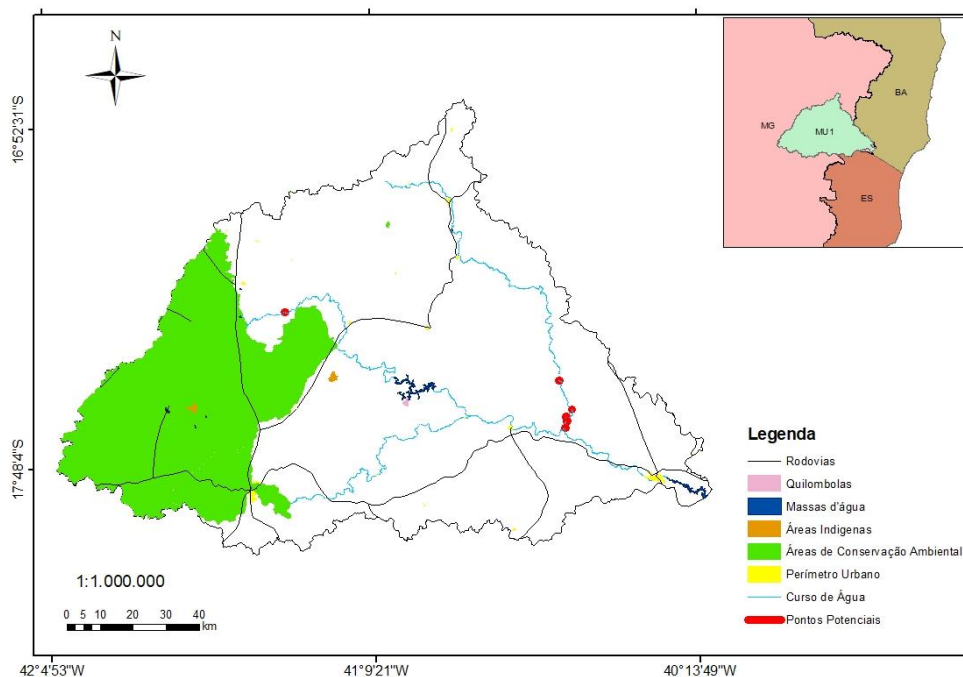 N
16°52'31"S
17°48'4"S
42°4'53"W
41°9'21"W
40°13'49"W
MG
MU1
BA
ES
1:1.000.000
0 5 10 20 30 40
km
Legenda
Rodovias
Quilombolas
Massas d'água
Áreas Indigenas
Áreas de Conservação Ambiental
Perímetro Urbano
Curso de Água
Pontos Potenciais